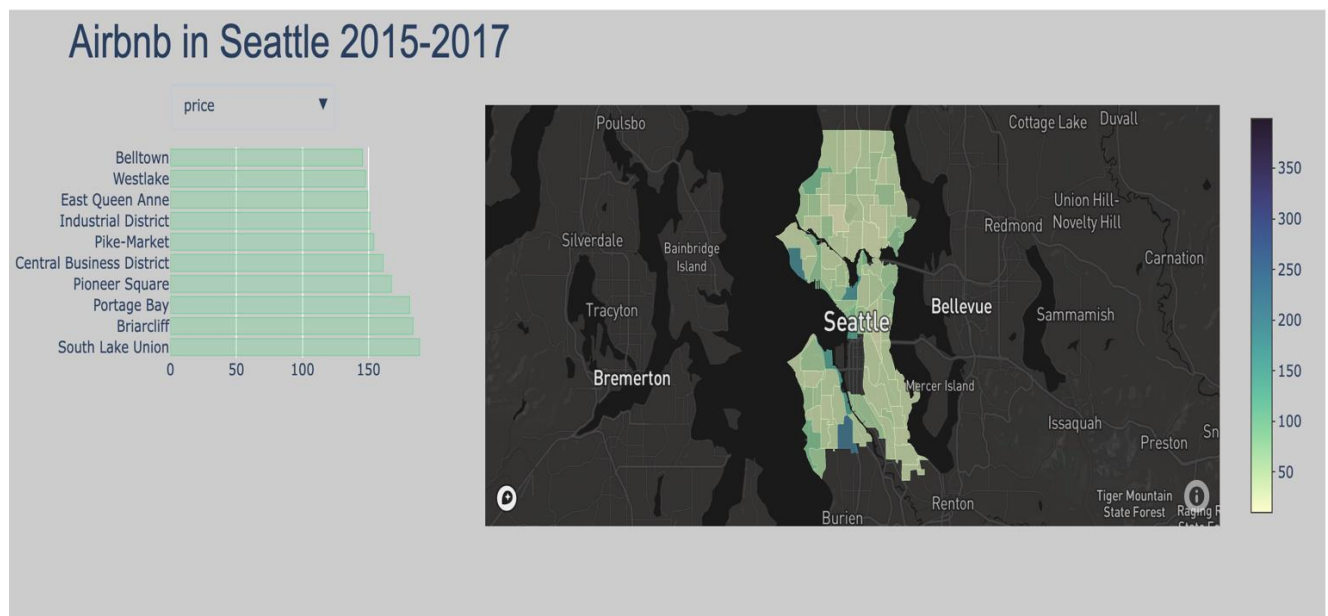 Airbnb in Seattle 2015-2017
price
Belltown
Westlake
East Queen Anne
Industrial District
Pike-Market
Central Business District
Pioneer Square
Portage Bay
Briarcliff
South Lake Union
0 50 100 150
Poulsbo
Cottage Lake
Duvall
Union Hill-
Novelty Hill
Redmond
Silverdale
Bainbridge
Island
Carnation
Tracyton
Bellevue
Sammamish
Seattle
Bremerton
Mercer Island
Issaquah
Preston
Sn
Renton
Tiger Mountain
State Forest
Raging R
Burien
350
300
250
200
150
100
50